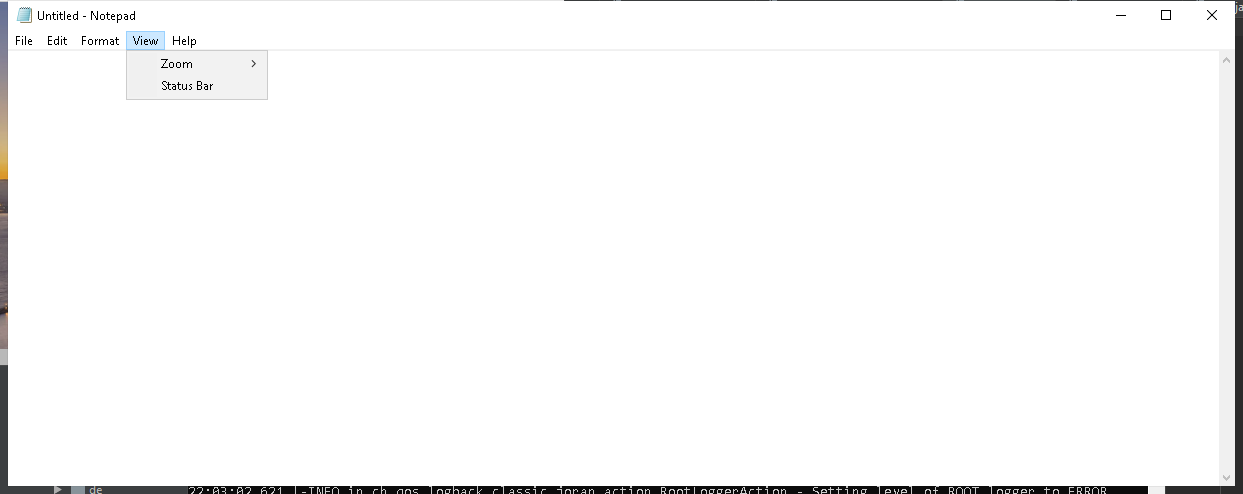 Untitled - Notepad
ja
File Edit Format View Help
Zoom
Status Bar
de
22:03:02,621 |-INFO in ch.qos.logback.classic.joran.action.RootLoggerAction - Setting level of ROOT logger to ERROR